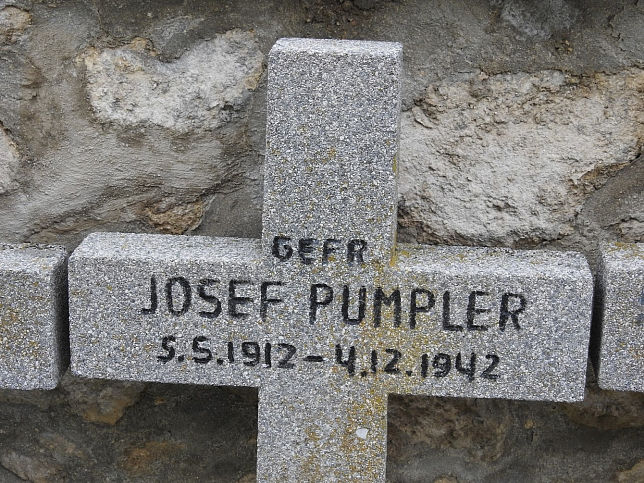 GEFR
JOSEF PUMPLER
5.5.1912 - 4.12.1942